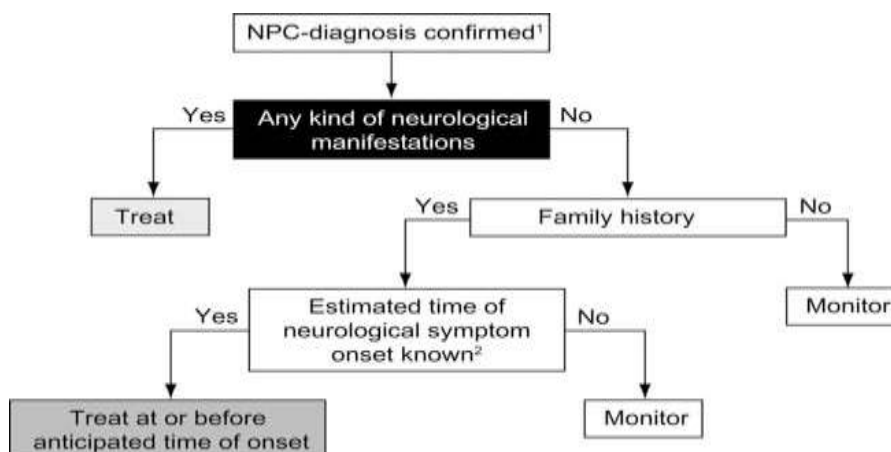 NPC-diagnosis confirmed¹
Yes
Any kind of neurological
manifestations
No
Treat
Yes
Family history
No
Yes
Estimated time of
neurological symptom
onset known²
No
Monitor
Treat at or before
anticipated time of onset
Monitor